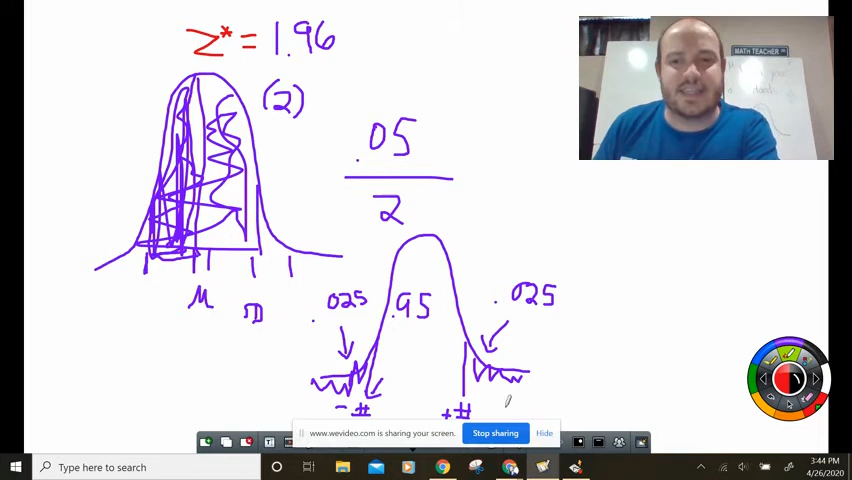 Z* = 1.96
(2)
.05
2
.025
.95
.025
μ
- #
+ #
MATH TEACHER
www.wevideo.com is sharing your screen.
Stop sharing
Hide
Type here to search
3:44 PM
4/26/2020